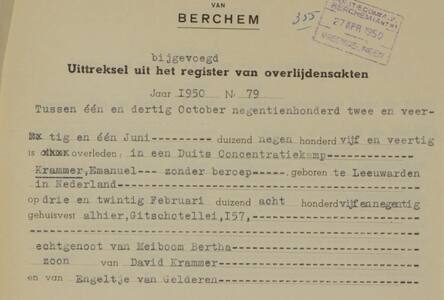 VAN
BERCHEM
355
27 APR 1950
bijgevoegd
Uittreksel uit het register van overlijdensakten
Jaar 1950 Nr 79
Tussen één en dertig October negentienhonderd twee en veer-
tig en één Juni------- duizend negen honderd vijf en veertig
is overleden: in een Duits Concentratiekamp
Krammer,Emanuel--- zonder beroep-----, geboren te Leeuwarden
in Nederland
op drie en twintig Februari duizend acht honderd vijfennegentig
gehuisvest alhier,Gitschotellei,157,
echtgenoot van Meiboom Bertha
zoon van David Krammer
en van Engeltje van Gelderen